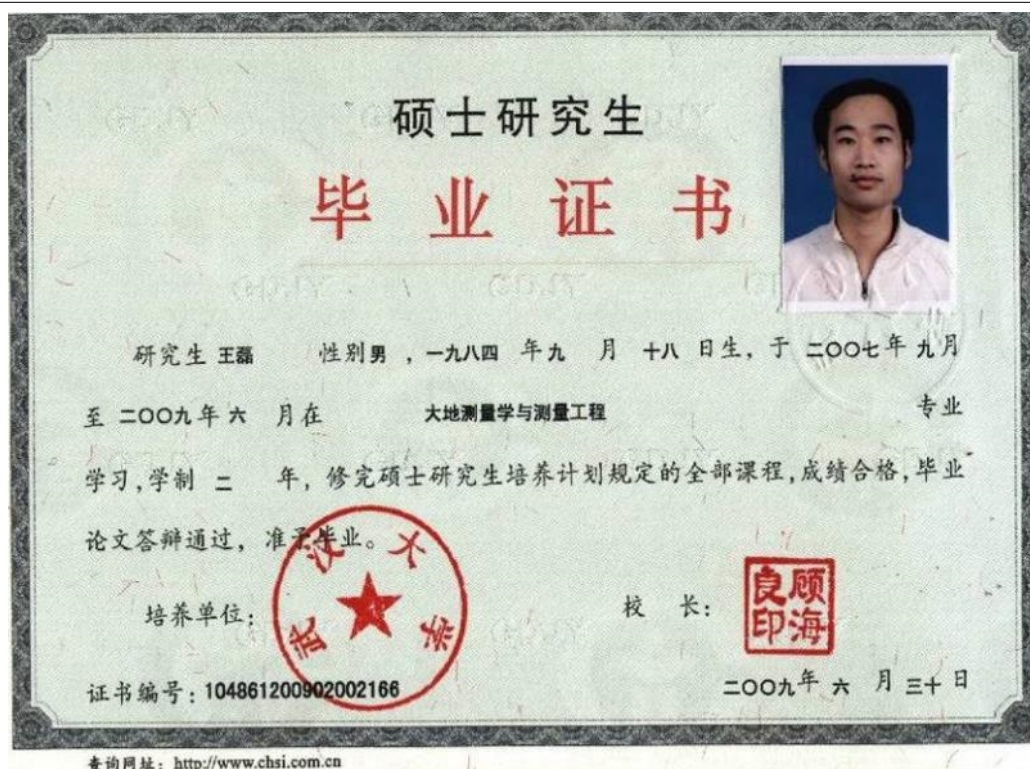 硕士研究生
毕业证书
研究生 王磊 性别 男 ，一九八四 年 九 月 十八 日生，于 二〇〇七 年 九 月
至 二〇〇九 年 六 月在 大地测量学与测量工程 专业
学习，学制 二 年，修完硕士研究生培养计划规定的全部课程，成绩合格，毕业
论文答辩通过，准予毕业。
武汉大学
培养单位： 校 长： 顾海良印
证书编号：104861200902002166 二〇〇九 年 六 月 三十 日
查询网址：http://www.chsi.com.cn